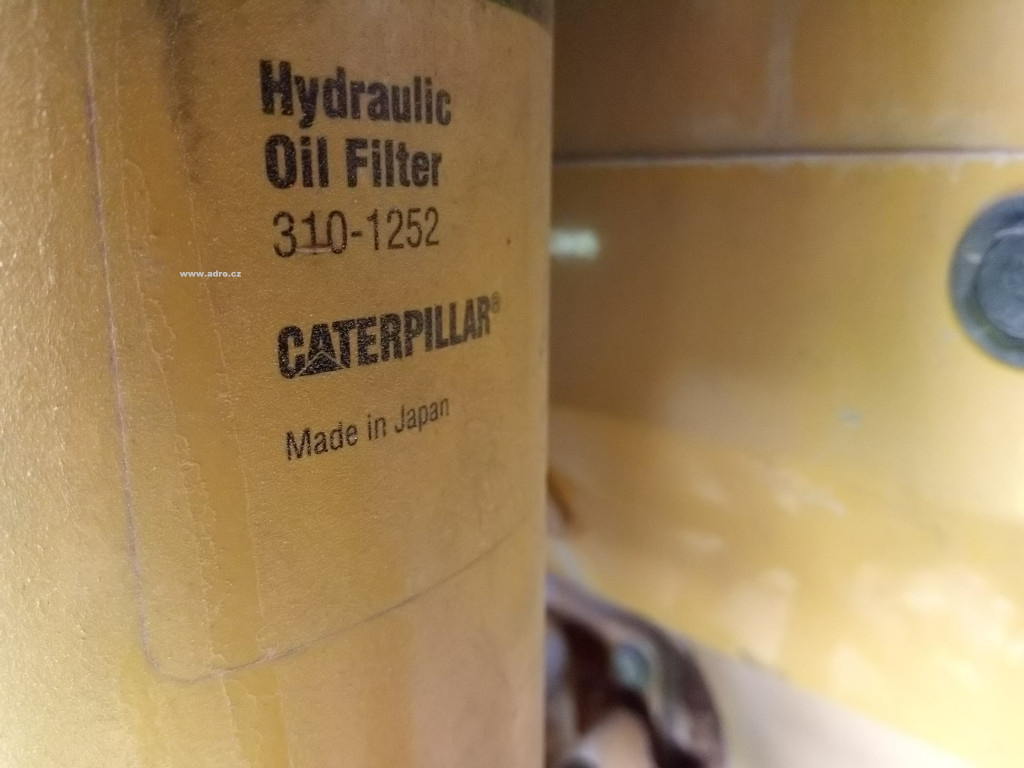 Hydraulic
Oil Filter
310-1252
www.adro.cz
CATERPILLAR®
Made in Japan